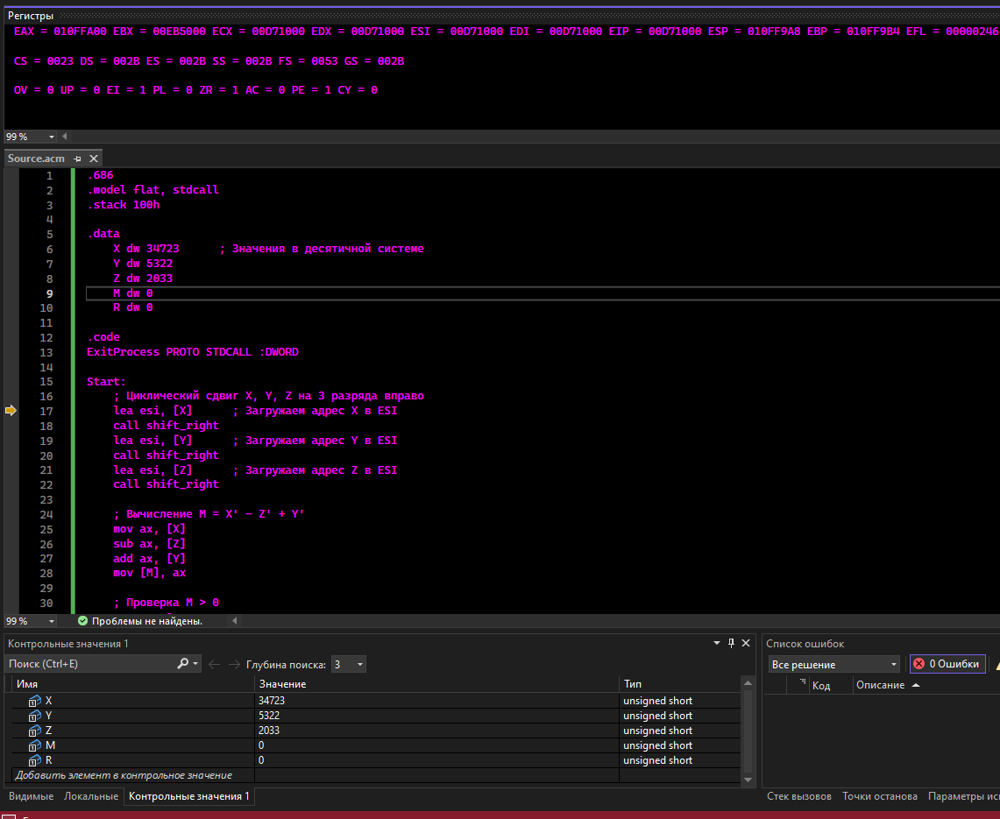 Регистры
EAX = 010FFA00 EBX = 00EB5000 ECX = 00D71000 EDX = 00D71000 ESI = 00D71000 EDI = 00D71000 EIP = 00D71000 ESP = 010FF9A8 EBP = 010FF9B4 EFL = 00000246
CS = 0023 DS = 002B ES = 002B SS = 002B FS = 0053 GS = 002B
OV = 0 UP = 0 EI = 1 PL = 0 ZR = 1 AC = 0 PE = 1 CY = 0
99 %
Source.acm
1 .686
2 .model flat, stdcall
3 .stack 100h
4
5 .data
6 X dw 34723 ; Значения в десятичной системе
7 Y dw 5322
8 Z dw 2033
9 M dw 0
10 R dw 0
11
12 .code
13 ExitProcess PROTO STDCALL :DWORD
14
15 Start:
16 ; Циклический сдвиг X, Y, Z на 3 разряда вправо
17 lea esi, [X] ; Загружаем адрес X в ESI
18 call shift_right
19 lea esi, [Y] ; Загружаем адрес Y в ESI
20 call shift_right
21 lea esi, [Z] ; Загружаем адрес Z в ESI
22 call shift_right
23
24 ; Вычисление M = X' - Z' + Y'
25 mov ax, [X]
26 sub ax, [Z]
27 add ax, [Y]
28 mov [M], ax
29
30 ; Проверка M > 0
99 % Проблемы не найдены.
Контрольные значения 1
Поиск (Ctrl+E) Глубина поиска: 3
Имя Значение Тип
X 34723 unsigned short
Y 5322 unsigned short
Z 2033 unsigned short
M 0 unsigned short
R 0 unsigned short
Добавить элемент в контрольное значение
Видимые Локальные Контрольные значения 1
Список ошибок
Все решение 0 Ошибки
Код Описание
Стек вызовов Точки останова Параметры ис